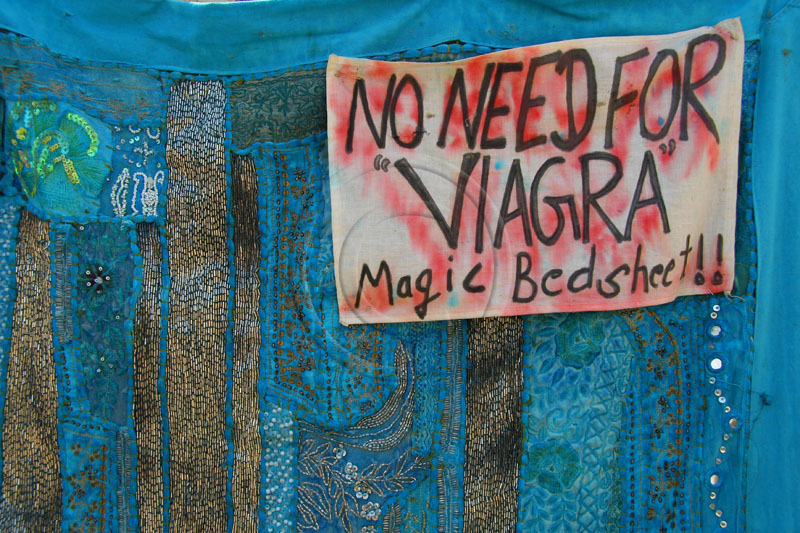 NO NEED FOR
"VIAGRA"
Magic Bedsheet!!